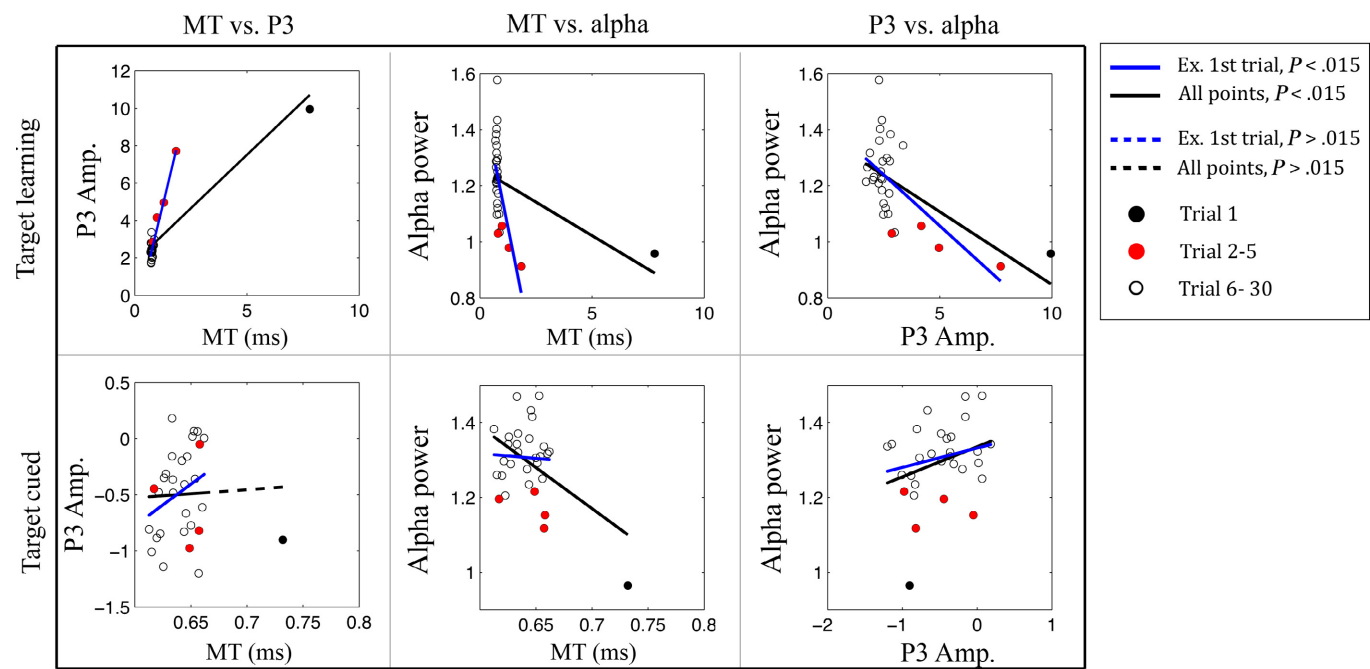 MT vs. P3
MT vs. alpha
P3 vs. alpha
Target learning
P3 Amp.
12
10
8
6
4
2
0
0
5
10
MT (ms)
Alpha power
1.6
1.4
1.2
1
0.8
0
5
10
MT (ms)
Alpha power
1.6
1.4
1.2
1
0.8
0
5
10
P3 Amp.
Ex. 1st trial, P < .015
All points, P < .015
Ex. 1st trial, P > .015
All points, P > .015
Trial 1
Trial 2-5
Trial 6- 30
Target cued
P3 Amp.
0.5
0
−0.5
−1
−1.5
0.65
0.7
0.75
0.8
MT (ms)
Alpha power
1.4
1.2
1
0.65
0.7
0.75
0.8
MT (ms)
Alpha power
1.4
1.2
1
−2
−1
0
1
P3 Amp.